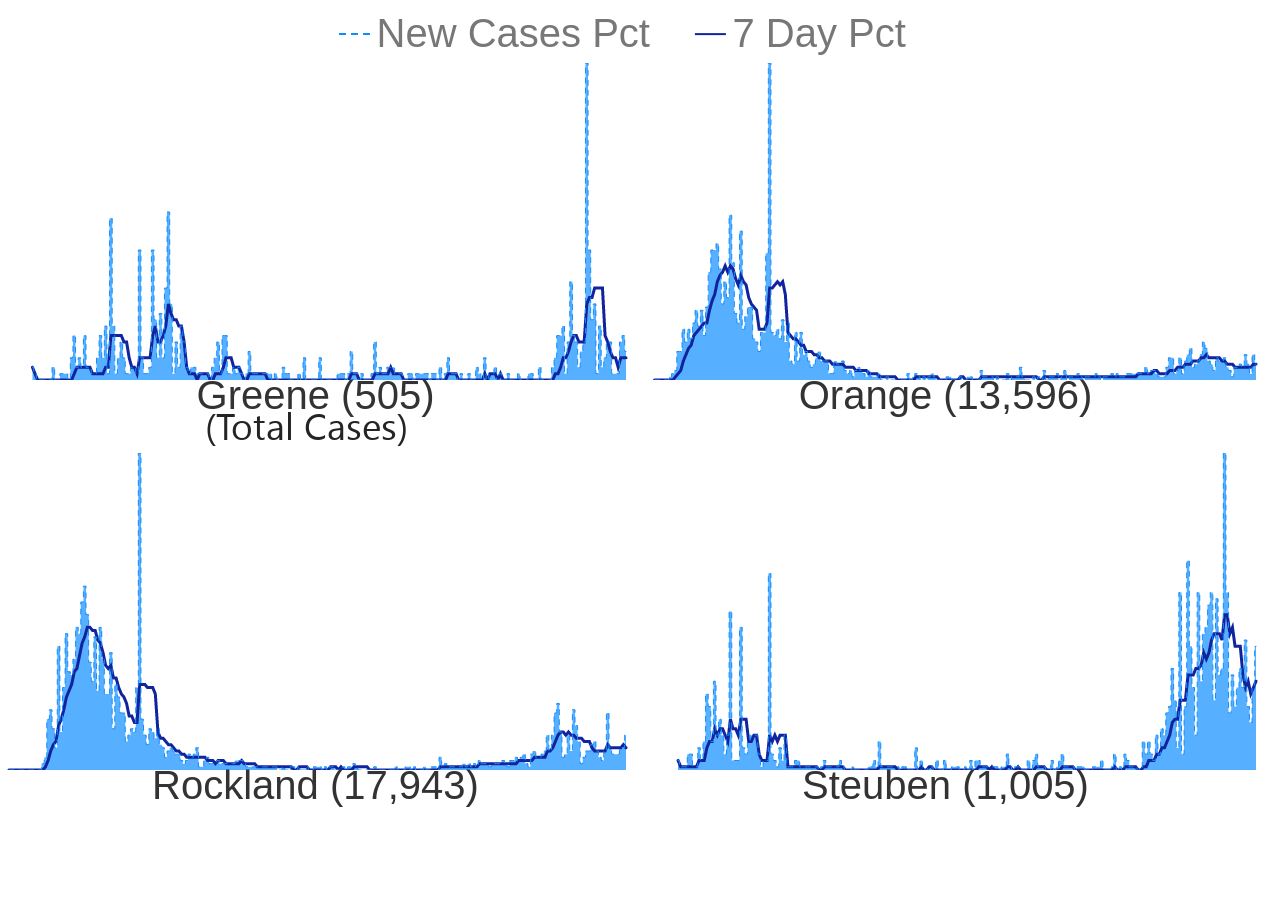 New Cases Pct 7 Day Pct
Greene (505) Orange (13,596)
(Total Cases)
Rockland (17,943) Steuben (1,005)